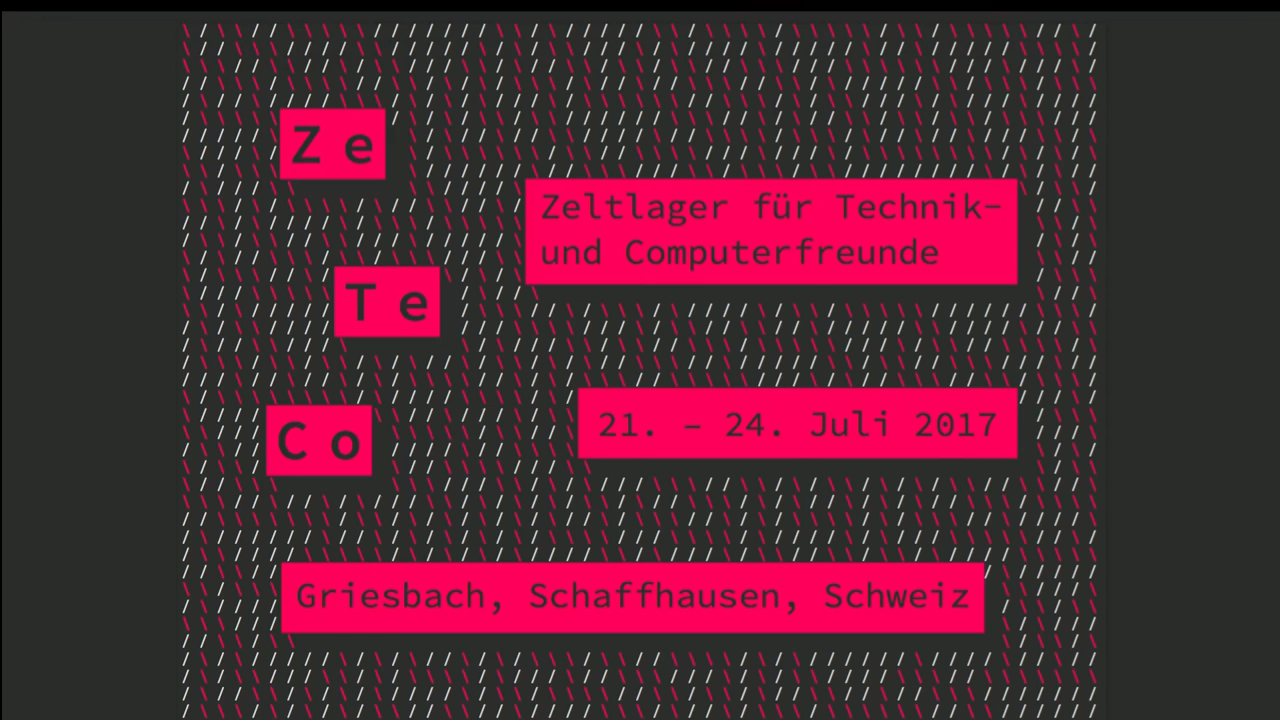 Ze
Te
Co
Zeltlager für Technik-
und Computerfreunde
21. – 24. Juli 2017
Griesbach, Schaffhausen, Schweiz